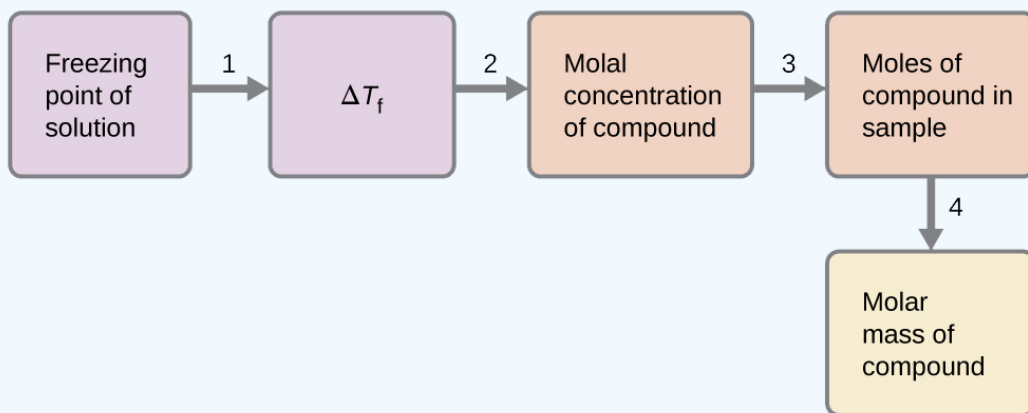 Freezing
point of
solution
1
ΔTf
2
Molal
concentration
of compound
3
Moles of
compound in
sample
4
Molar
mass of
compound